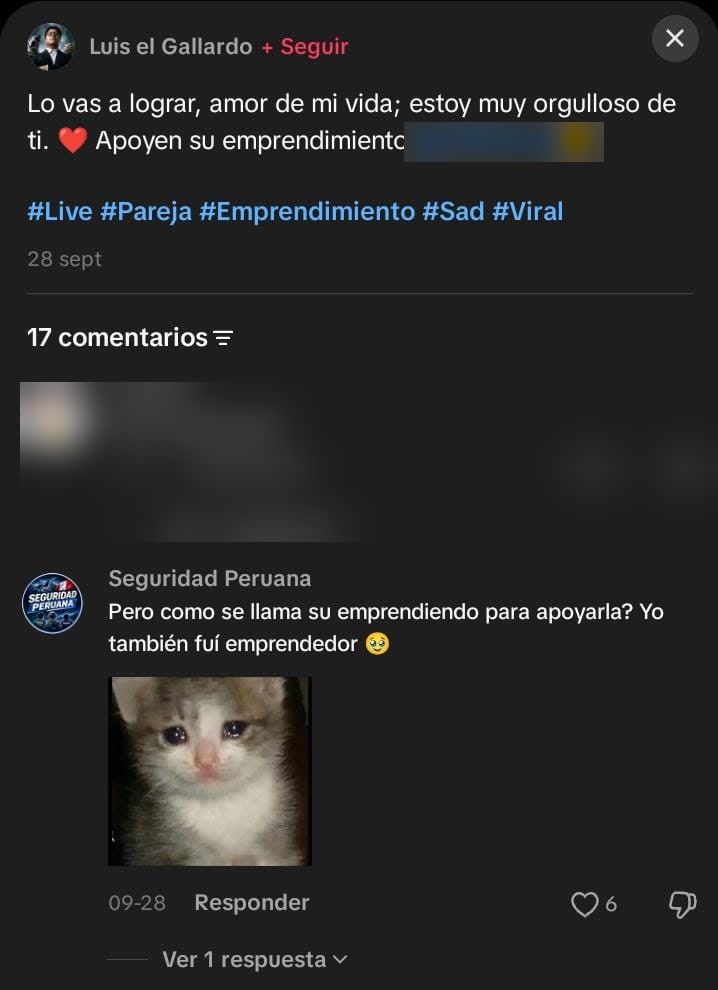 Luis el Gallardo + Seguir
Lo vas a lograr, amor de mi vida; estoy muy orgulloso de
ti. ❤️ Apoyen su emprendimiento
#Live #Pareja #Emprendimiento #Sad #Viral
28 sept
17 comentarios
Seguridad Peruana
SEGURIDAD
PERUANA
Pero como se llama su emprendiendo para apoyarla? Yo
también fuí emprendedor 🥹
09-28 Responder 6
Ver 1 respuesta